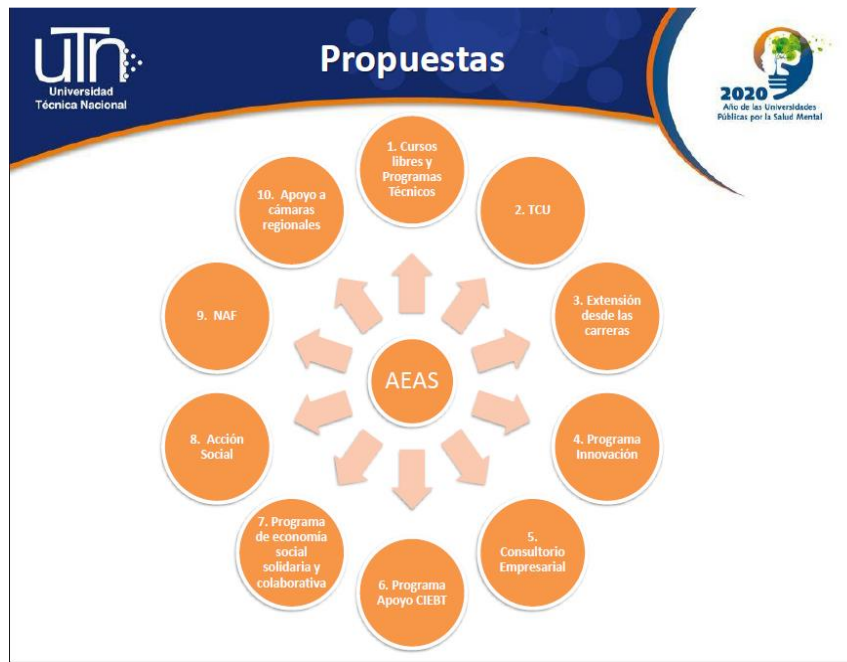 uTn
Universidad
Técnica Nacional
Propuestas
2020
Año de las Universidades
Públicas por la Salud Mental
1. Cursos
libres y
Programas
Técnicos
2. TCU
3. Extensión
desde las
carreras
4. Programa
Innovación
5.
Consultorio
Empresarial
6. Programa
Apoyo CIEBT
7. Programa
de economía
social
solidaria y
colaborativa
8. Acción
Social
9. NAF
10. Apoyo a
cámaras
regionales
AEAS